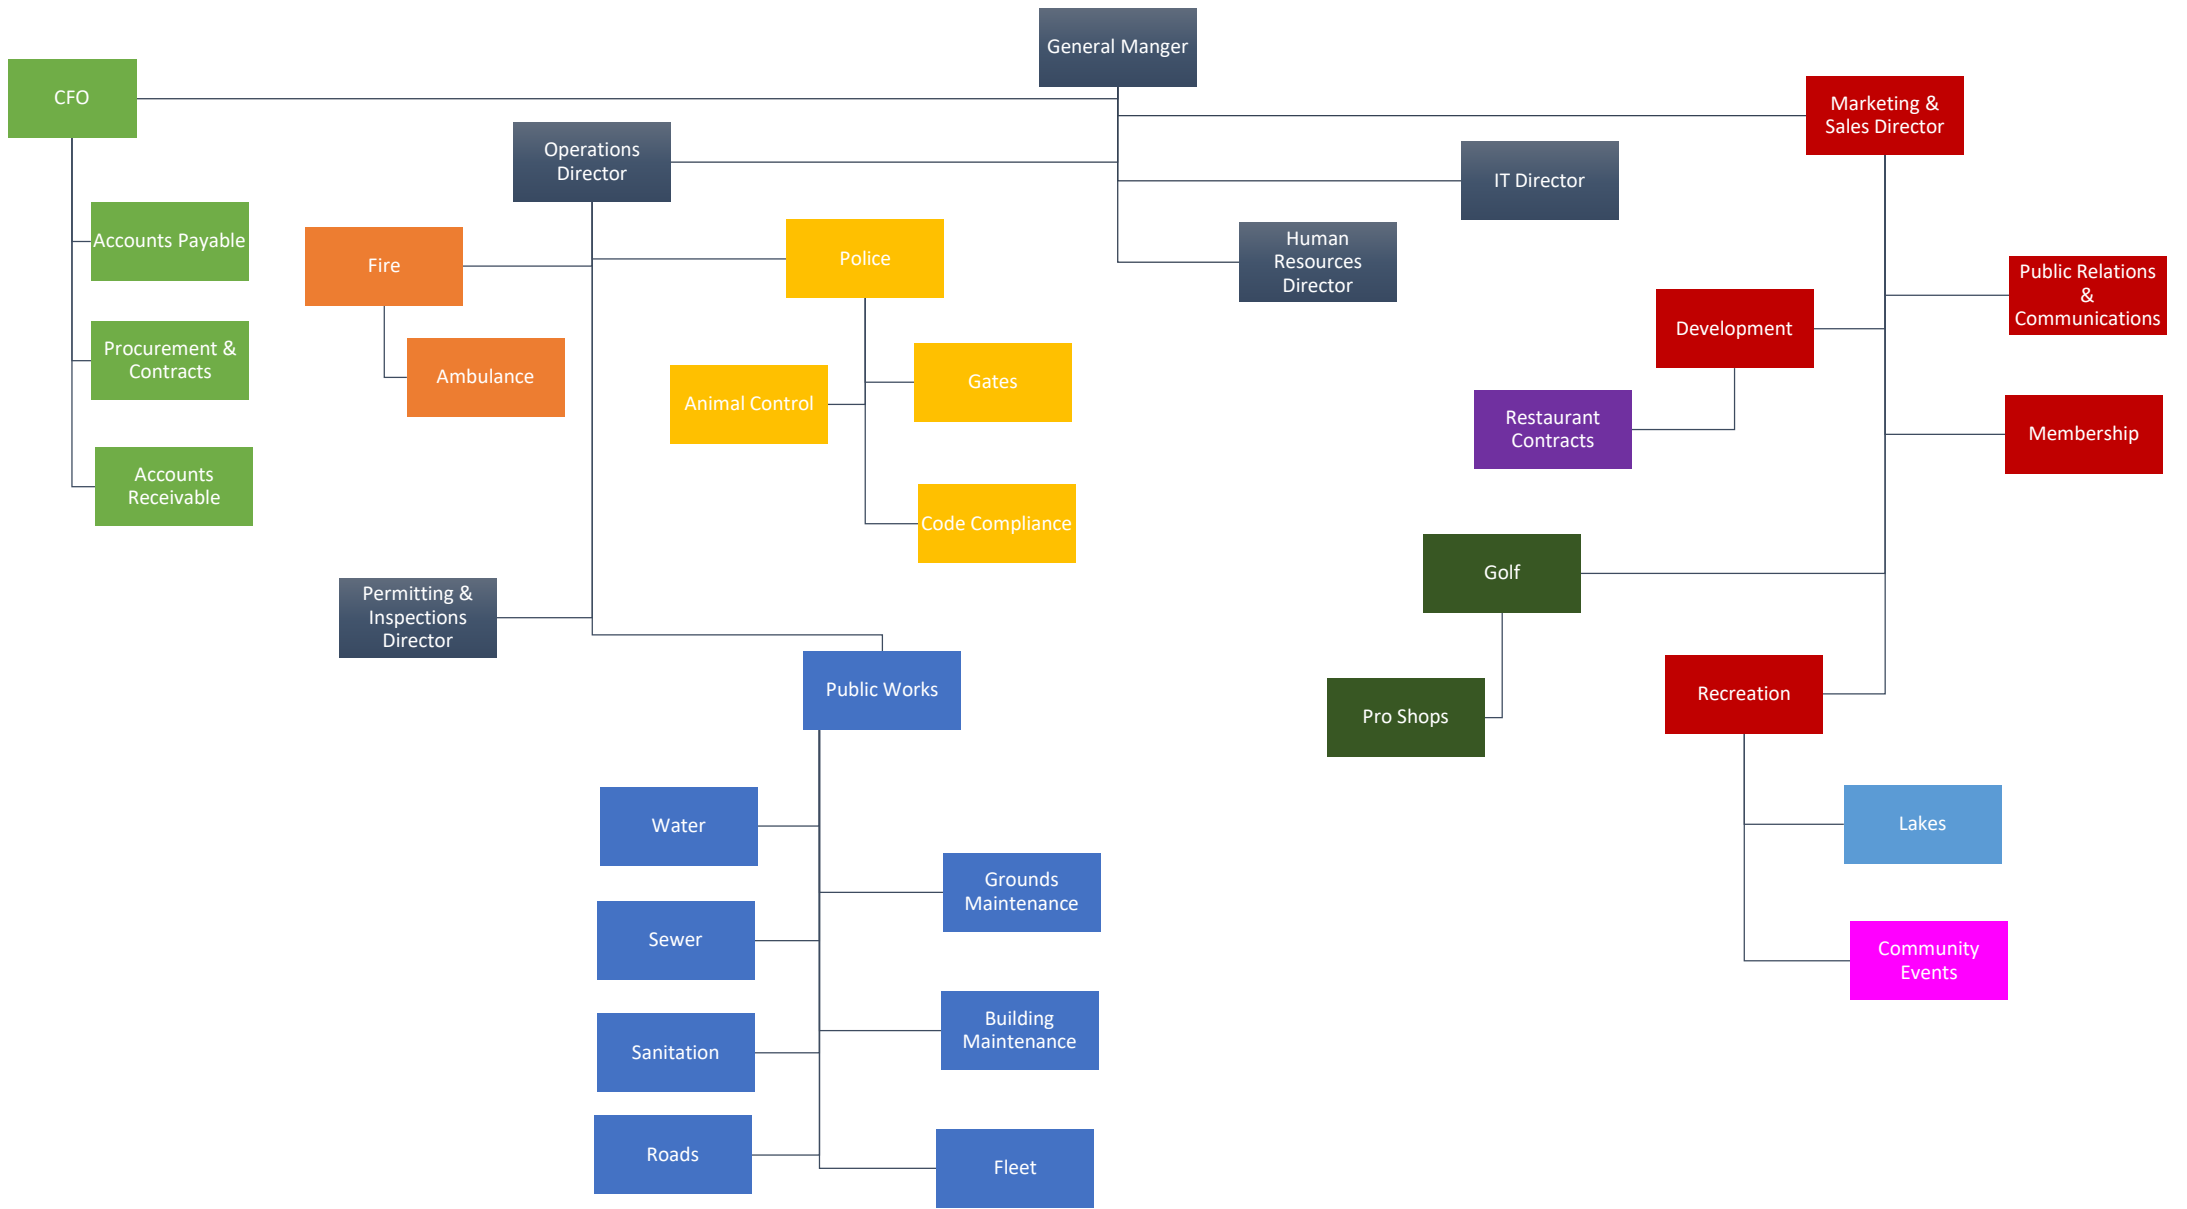 General Manger
CFO
Marketing &
Sales Director
Operations
Director
IT Director
Human
Resources
Director
Accounts Payable
Fire
Police
Public Relations
&
Communications
Development
Procurement &
Contracts
Ambulance
Animal Control
Gates
Restaurant
Contracts
Membership
Accounts
Receivable
Code Compliance
Golf
Permitting &
Inspections
Director
Public Works
Recreation
Pro Shops
Water
Lakes
Grounds
Maintenance
Sewer
Community
Events
Building
Maintenance
Sanitation
Roads
Fleet